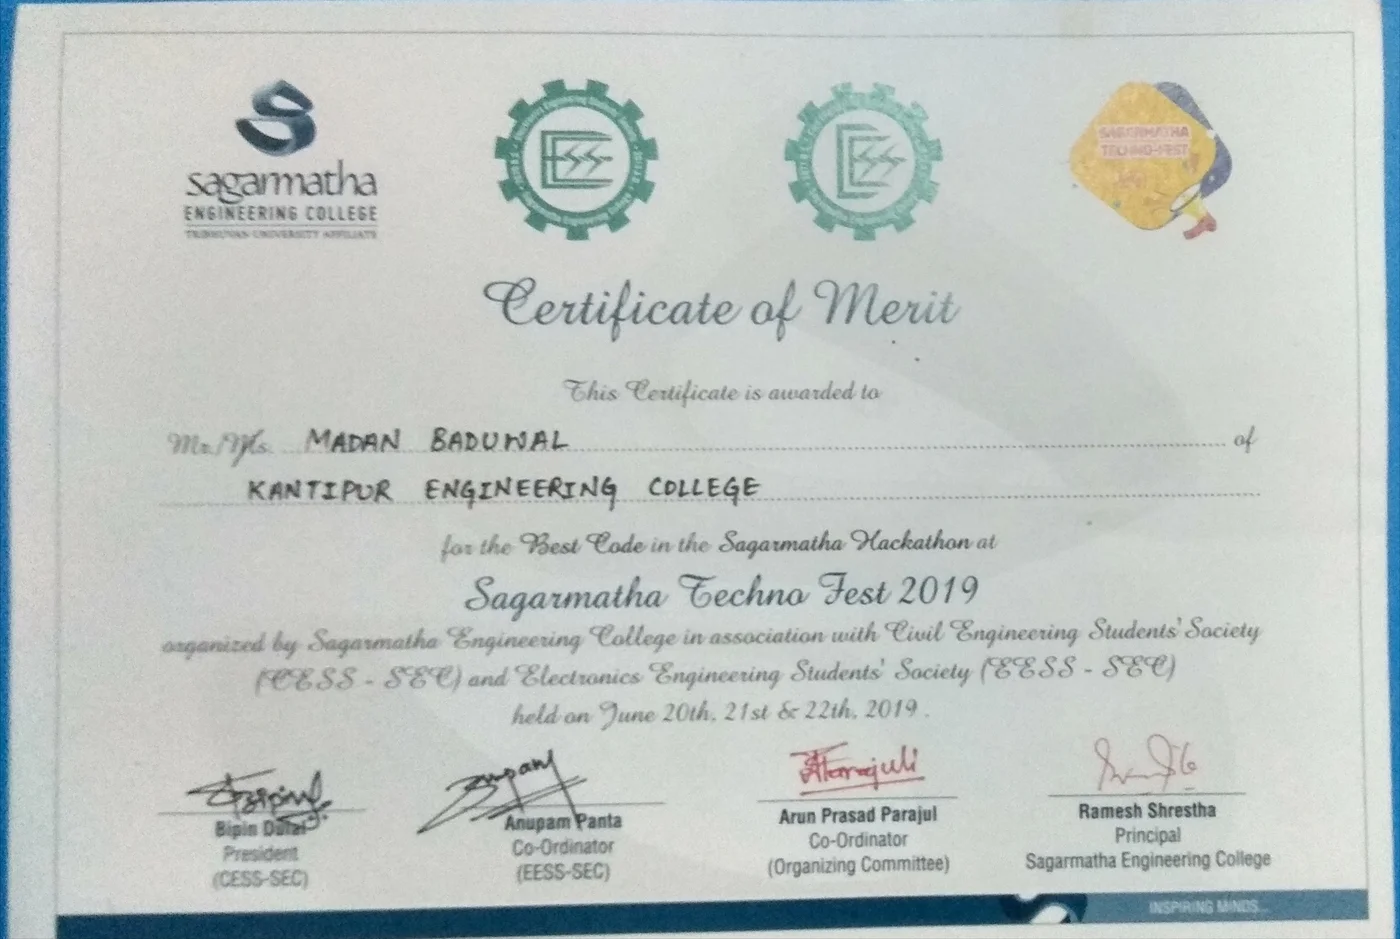 sagarmatha
ENGINEERING COLLEGE
TRIBHUVAN UNIVERSITY AFFILIATE
SAGARMATHA
TECHNO-FEST
Certificate of Merit
This Certificate is awarded to
Mr./Ms. MADAN BADUWAL of
KANTIPUR ENGINEERING COLLEGE
for the Best Code in the Sagarmatha Hackathon at
Sagarmatha Techno Fest 2019
organized by Sagarmatha Engineering College in association with Civil Engineering Students' Society
(CESS - SEC) and Electronics Engineering Students' Society (EESS - SEC)
held on June 20th, 21st & 22th, 2019 .
Bipin
President
(CESS-SEC)
Anupam Panta
Co-Ordinator
(EESS-SEC)
Arun Prasad Parajul
Co-Ordinator
(Organizing Committee)
Ramesh Shrestha
Principal
Sagarmatha Engineering College
INSPIRING MINDS...